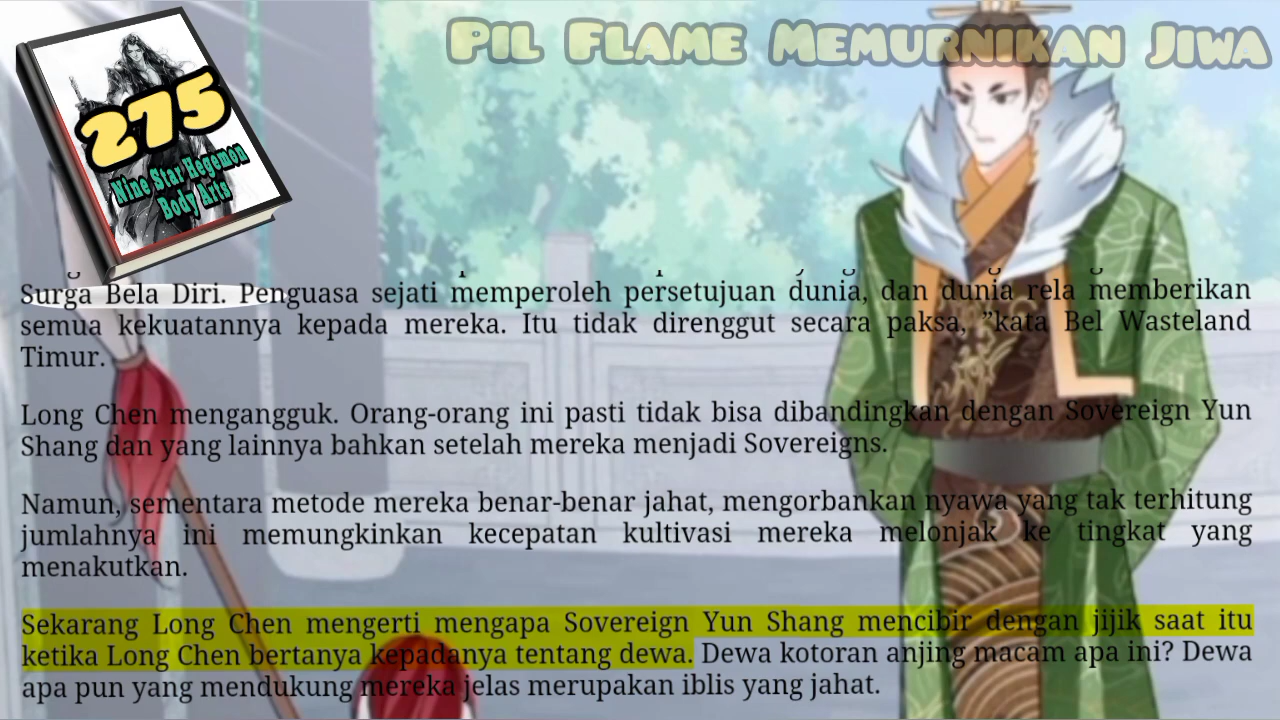 Pil Flame Memurnikan Jiwa
275
Nine Star Hegemon
Body Arts
Surga Bela Diri. Penguasa sejati memperoleh persetujuan dunia, dan dunia rela memberikan
semua kekuatannya kepada mereka. Itu tidak direnggut secara paksa, ”kata Bel Wasteland
Timur.
Long Chen mengangguk. Orang-orang ini pasti tidak bisa dibandingkan dengan Sovereign Yun
Shang dan yang lainnya bahkan setelah mereka menjadi Sovereigns.
Namun, sementara metode mereka benar-benar jahat, mengorbankan nyawa yang tak terhitung
jumlahnya ini memungkinkan kecepatan kultivasi mereka melonjak ke tingkat yang
menakutkan.
Sekarang Long Chen mengerti mengapa Sovereign Yun Shang mencibir dengan jijik saat itu
ketika Long Chen bertanya kepadanya tentang dewa. Dewa kotoran anjing macam apa ini? Dewa
apa pun yang mendukung mereka jelas merupakan iblis yang jahat.